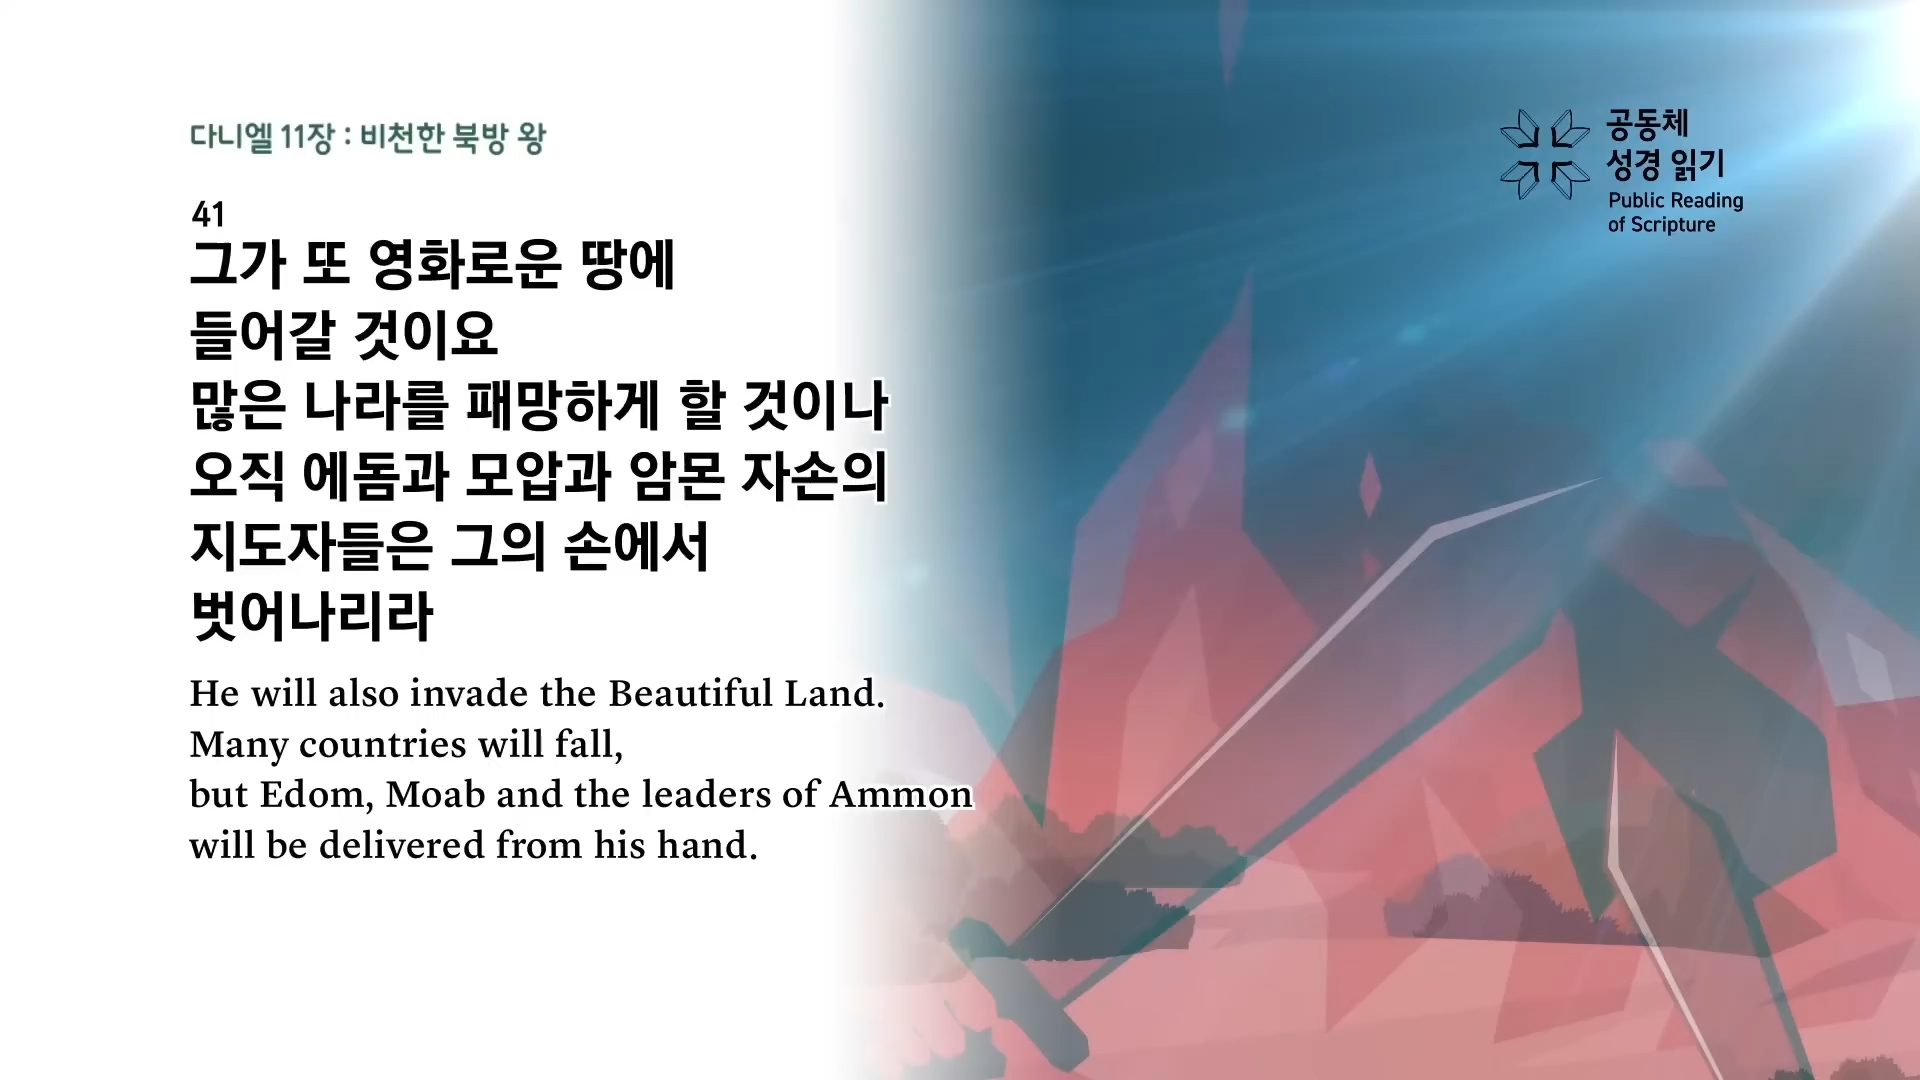 다니엘 11장 : 비천한 북방 왕
41
그가 또 영화로운 땅에
들어갈 것이요
많은 나라를 패망하게 할 것이나
오직 에돔과 모압과 암몬 자손의
지도자들은 그의 손에서
벗어나리라
He will also invade the Beautiful Land.
Many countries will fall,
but Edom, Moab and the leaders of Ammon
will be delivered from his hand.
공동체
성경 읽기
Public Reading
of Scripture